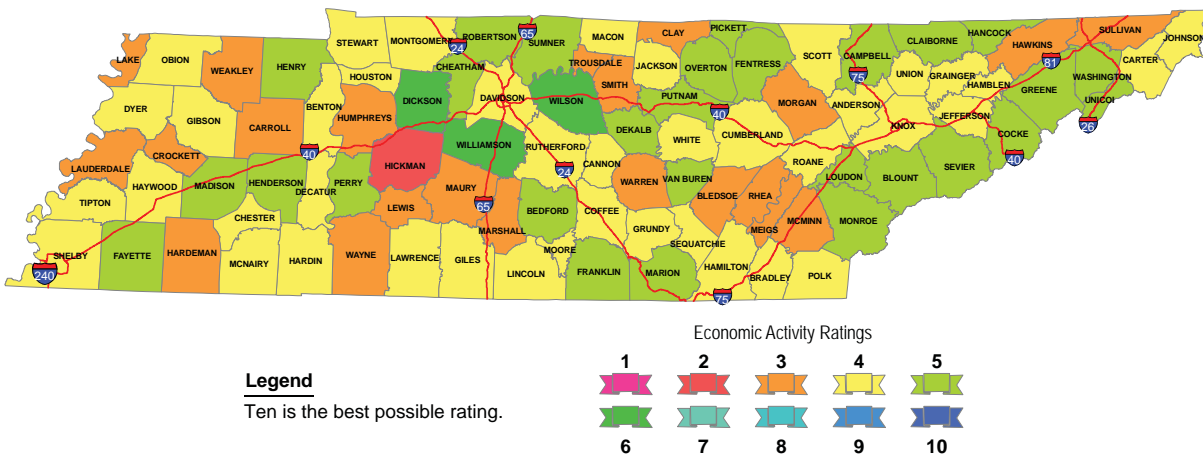 STEWART
MONTGOMERY
24
ROBERTSON
65
SUMNER
MACON
CLAY
PICKETT
SCOTT
CAMPBELL
75
CLAIBORNE
HANCOCK
HAWKINS
SULLIVAN
81
JOHNSON
CARTER
LAKE
OBION
WEAKLEY
HENRY
HOUSTON
CHEATHAM
TROUSDALE
SMITH
JACKSON
OVERTON
FENTRESS
UNION
GRAINGER
HAMBLEN
GREENE
WASHINGTON
UNICOI
26
DYER
GIBSON
BENTON
DICKSON
DAVIDSON
WILSON
PUTNAM
40
MORGAN
ANDERSON
KNOX
JEFFERSON
COCKE
40
CARROLL
HUMPHREYS
40
HICKMAN
WILLIAMSON
RUTHERFORD
24
CANNON
DEKALB
WHITE
CUMBERLAND
ROANE
LOUDON
BLOUNT
SEVIER
LAUDERDALE
CROCKETT
HAYWOOD
MADISON
HENDERSON
DECATUR
PERRY
LEWIS
MAURY
65
MARSHALL
BEDFORD
COFFEE
WARREN
VAN BUREN
BLEDSOE
RHEA
MEIGS
MCMINN
MONROE
TIPTON
CHESTER
SHELBY
240
FAYETTE
HARDEMAN
MCNAIRY
HARDIN
WAYNE
LAWRENCE
GILES
LINCOLN
MOORE
FRANKLIN
GRUNDY
MARION
SEQUATCHIE
HAMILTON
75
BRADLEY
POLK
Economic Activity Ratings
1 2 3 4 5
6 7 8 9 10
Legend
Ten is the best possible rating.